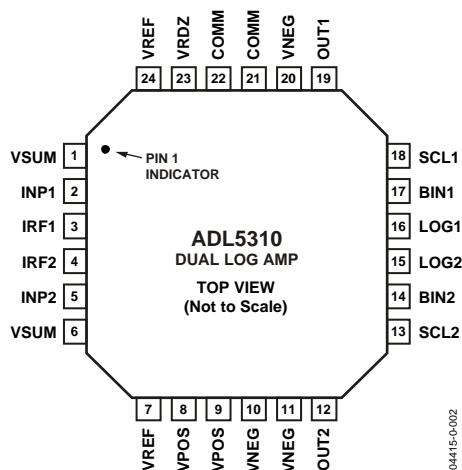 VREF
VRDZ
COMM
COMM
VNEG
OUT1
24
23
22
21
20
19
VSUM 1
INP1 2
IRF1 3
IRF2 4
INP2 5
VSUM 6
PIN 1
INDICATOR
ADL5310
DUAL LOG AMP
TOP VIEW
(Not to Scale)
18 SCL1
17 BIN1
16 LOG1
15 LOG2
14 BIN2
13 SCL2
7
8
9
10
11
12
VREF
VPOS
VPOS
VNEG
VNEG
OUT2
04415-0-002